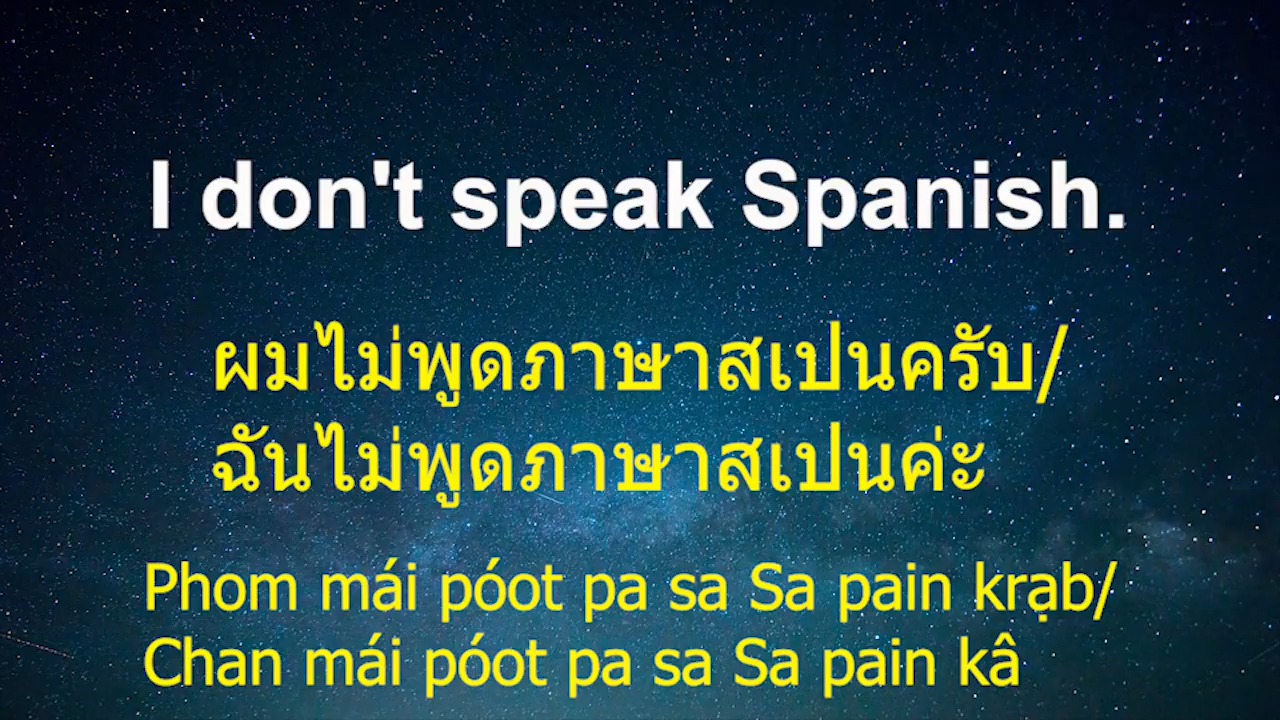 I don't speak Spanish.
ผมไม่พูดภาษาสเปนครับ/
ฉันไม่พูดภาษาสเปนค่ะ
Phom mái póot pa sa Sa pain krạb/
Chan mái póot pa sa Sa pain kâ